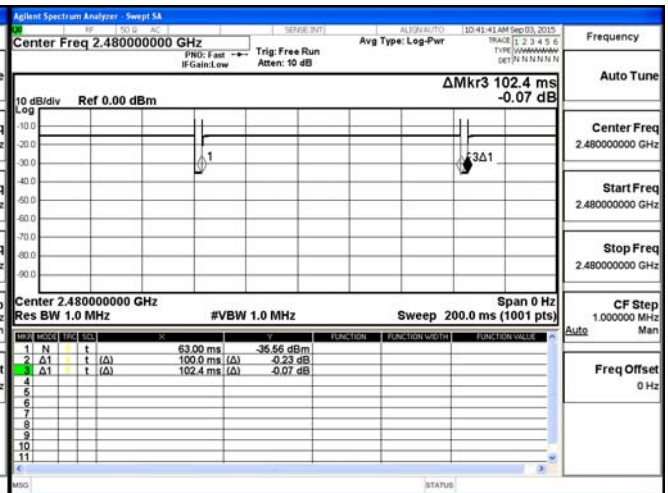 Agilent Spectrum Analyzer - Swept SA
RF 50 Ω AC SENSE:INT ALIGNAUTO 10:41:41 AM Sep 03, 2015
Center Freq 2.480000000 GHz
PNO: Fast
IFGain:Low
Trig: Free Run
Atten: 10 dB
Avg Type: Log-Pwr
TRACE 1 2 3 4 5 6
TYPE
DET N N N N N N
ΔMkr3 102.4 ms
-0.07 dB
10 dB/div Ref 0.00 dBm
Log
-10.0
-20.0
-30.0
-40.0
-50.0
-60.0
-70.0
-80.0
-90.0
1
3Δ1
Center 2.480000000 GHz Span 0 Hz
Res BW 1.0 MHz #VBW 1.0 MHz Sweep 200.0 ms (1001 pts)
MKR MODE TRC SCL X Y FUNCTION FUNCTION WIDTH FUNCTION VALUE
1 N t 63.00 ms -35.56 dBm
2 Δ1 t (Δ) 100.0 ms (Δ) -0.23 dB
3 Δ1 t (Δ) 102.4 ms (Δ) -0.07 dB
4
5
6
7
8
9
10
11
MSG STATUS
Frequency
Auto Tune
Center Freq
2.480000000 GHz
Start Freq
2.480000000 GHz
Stop Freq
2.480000000 GHz
CF Step
1.000000 MHz
Auto Man
Freq Offset
0 Hz